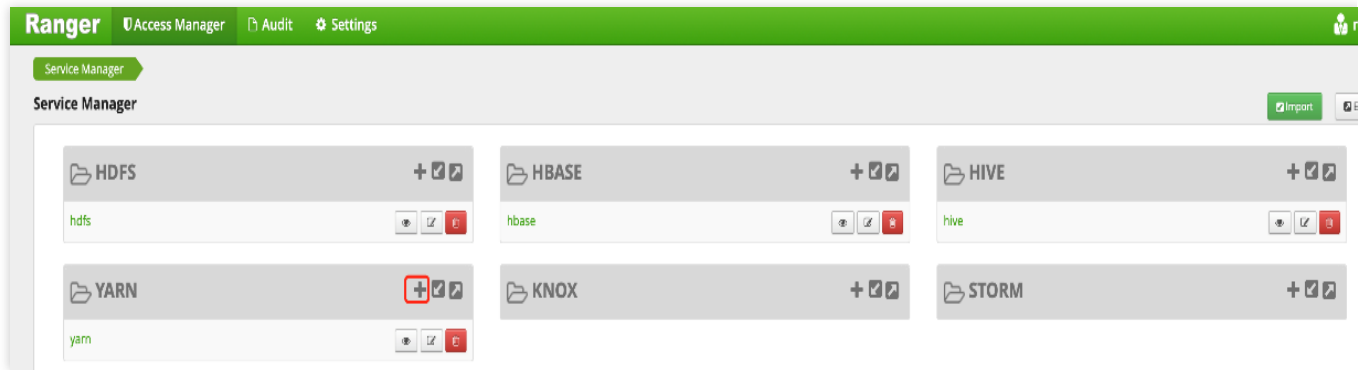 Ranger Access Manager Audit Settings
Service Manager
Service Manager Import
HDFS HBASE HIVE
hdfs hbase hive
YARN KNOX STORM
yarn